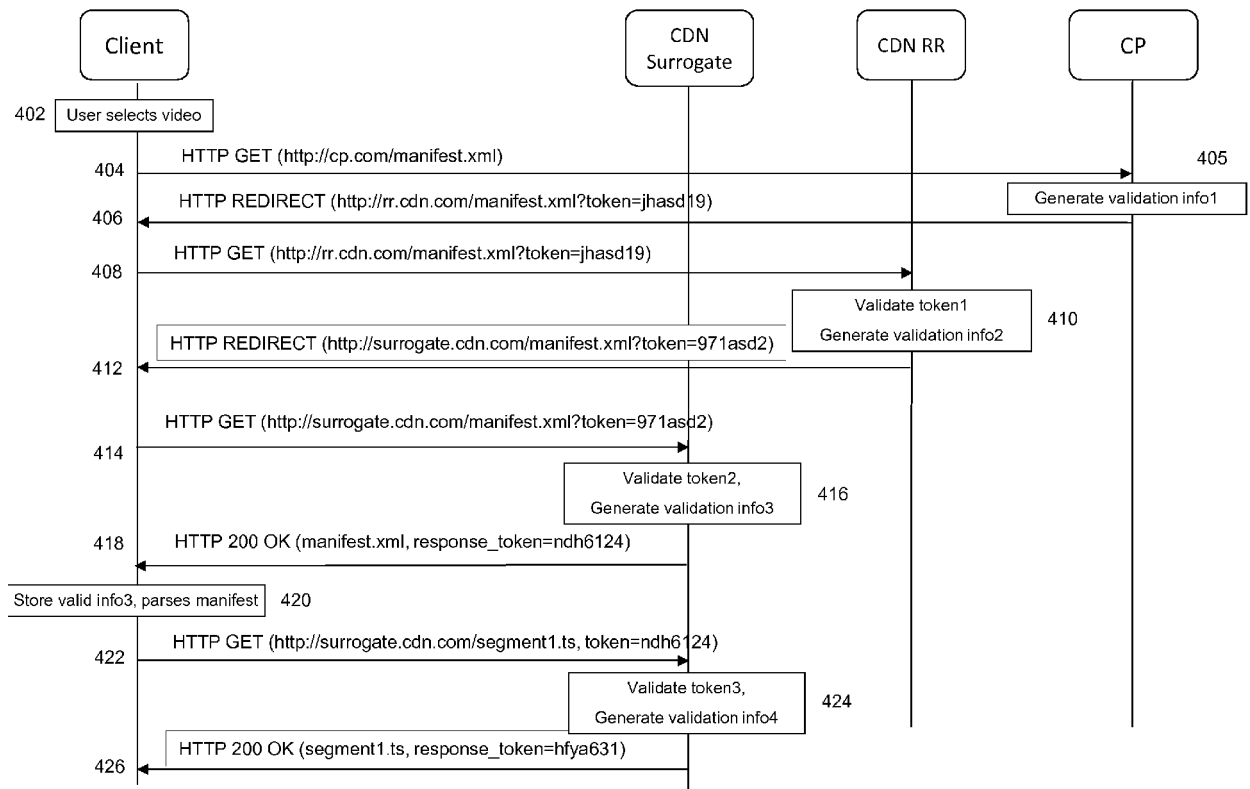 Client
CDN
Surrogate
CDN RR
CP
402
User selects video
HTTP GET (http://cp.com/manifest.xml)
404
405
Generate validation info1
HTTP REDIRECT (http://rr.cdn.com/manifest.xml?token=jhasd19)
406
HTTP GET (http://rr.cdn.com/manifest.xml?token=jhasd19)
408
Validate token1
Generate validation info2
410
HTTP REDIRECT (http://surrogate.cdn.com/manifest.xml?token=971asd2)
412
HTTP GET (http://surrogate.cdn.com/manifest.xml?token=971asd2)
414
Validate token2,
Generate validation info3
416
418
HTTP 200 OK (manifest.xml, response_token=ndh6124)
Store valid info3, parses manifest
420
HTTP GET (http://surrogate.cdn.com/segment1.ts, token=ndh6124)
422
Validate token3,
Generate validation info4
424
HTTP 200 OK (segment1.ts, response_token=hfya631)
426